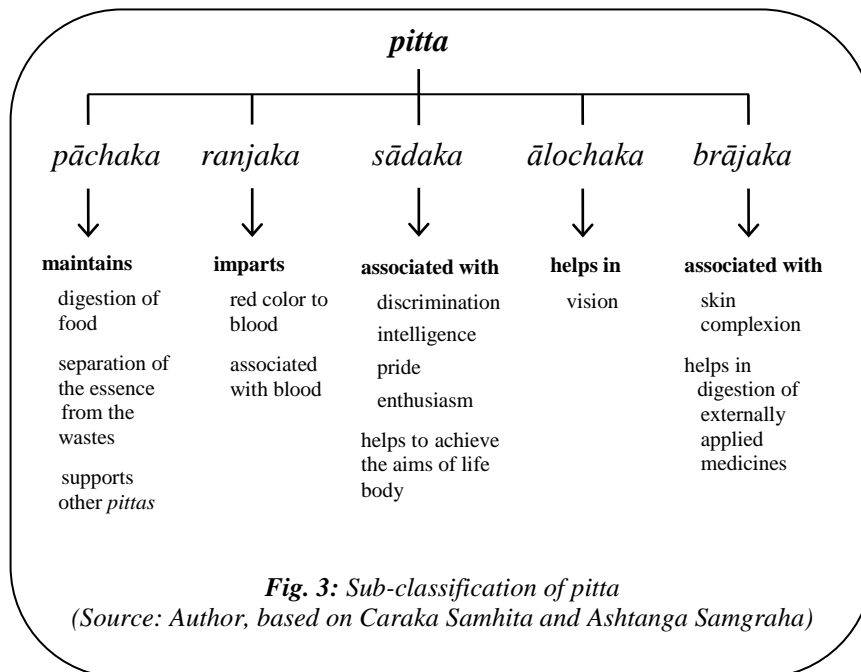 pitta
pāchaka
ranjaka
sādaka
ālochaka
brājaka
maintains
digestion of
food
separation of
the essence
from the
wastes
supports
other pittas
imparts
red color to
blood
associated
with blood
associated with
discrimination
intelligence
pride
enthusiasm
helps to achieve
the aims of life
body
helps in
vision
associated with
skin
complexion
helps in
digestion of
externally
applied
medicines
Fig. 3: Sub-classification of pitta
(Source: Author, based on Caraka Samhita and Ashtanga Samgraha)